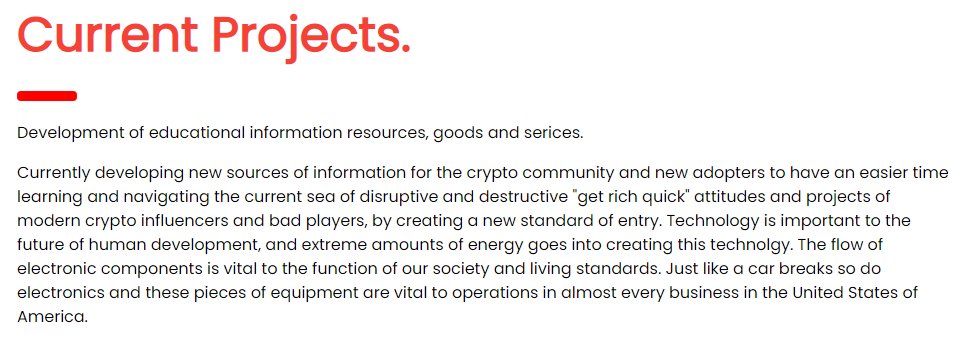 Current Projects.
Development of educational information resources, goods and serices.
Currently developing new sources of information for the crypto community and new adopters to have an easier time
learning and navigating the current sea of disruptive and destructive "get rich quick" attitudes and projects of
modern crypto influencers and bad players, by creating a new standard of entry. Technology is important to the
future of human development, and extreme amounts of energy goes into creating this technolgy. The flow of
electronic components is vital to the function of our society and living standards. Just like a car breaks so do
electronics and these pieces of equipment are vital to operations in almost every business in the United States of
America.